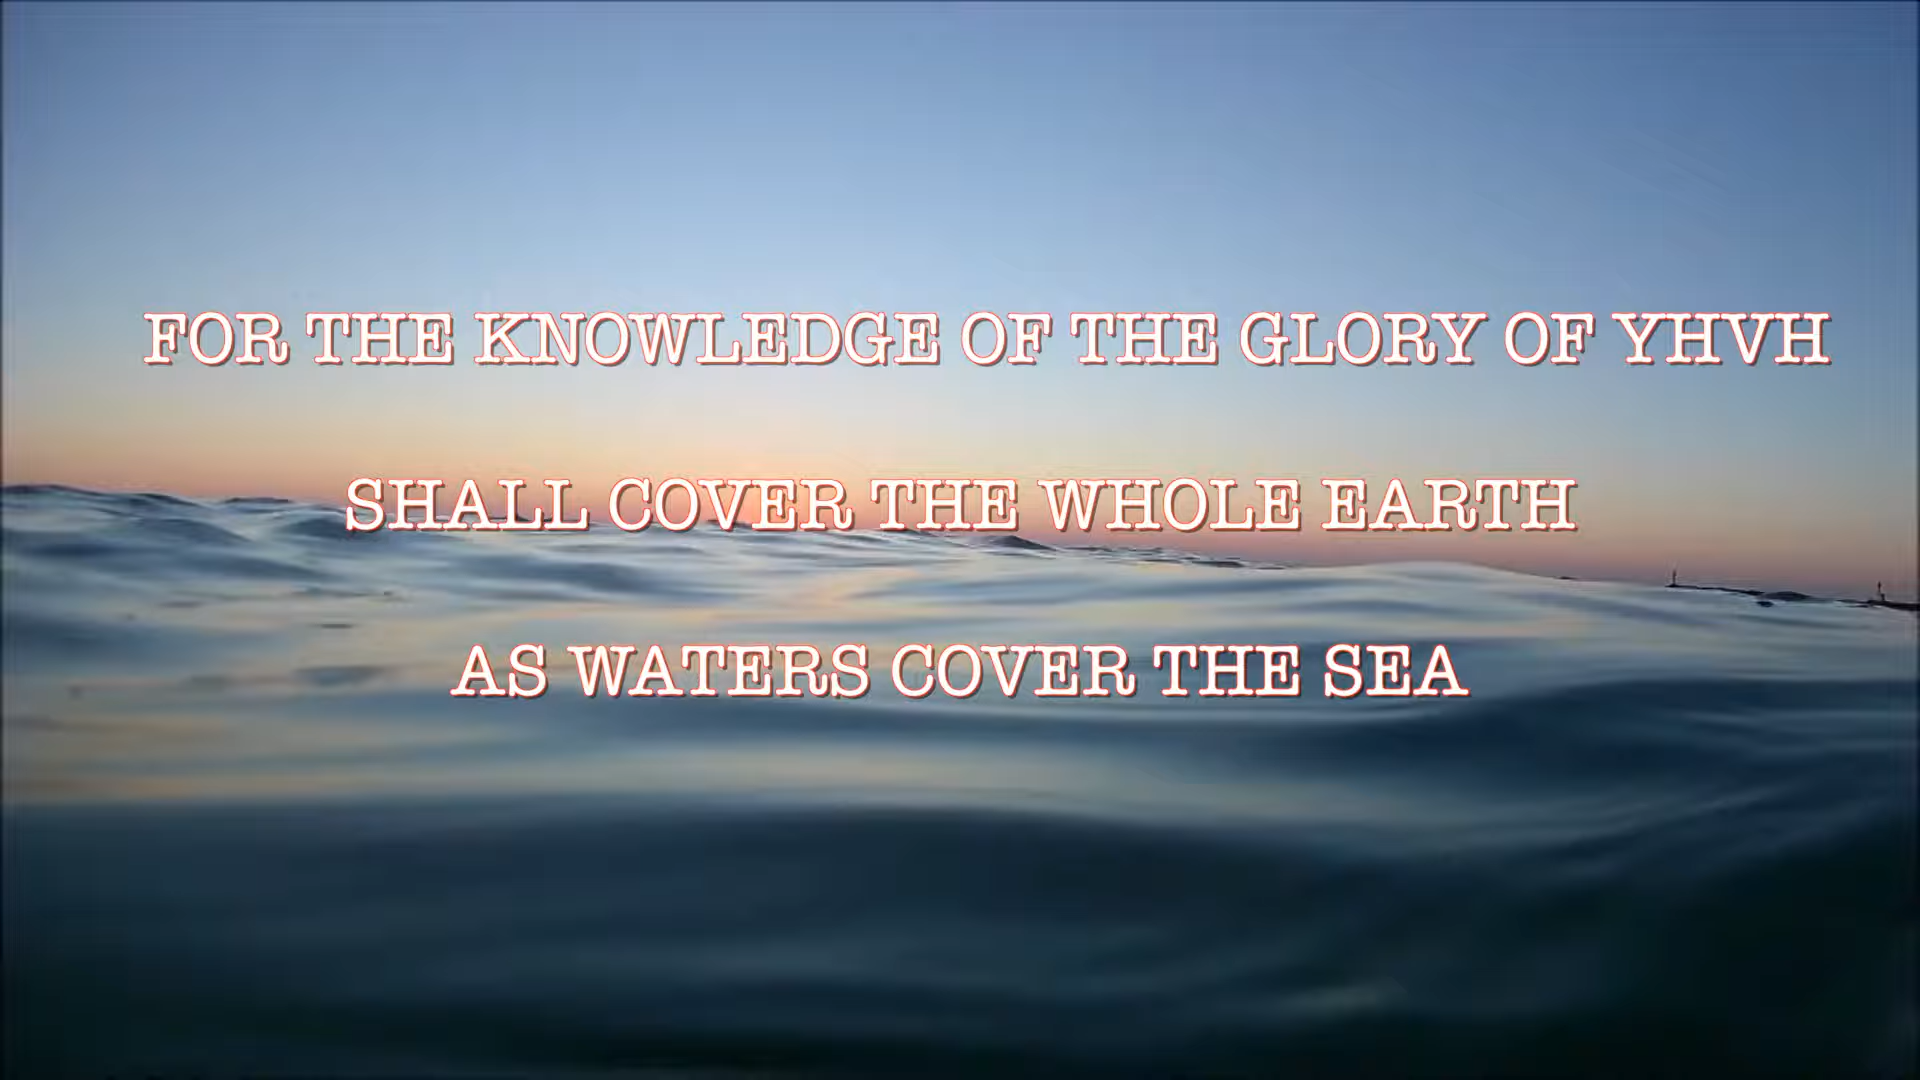 FOR THE KNOWLEDGE OF THE GLORY OF YHVH
SHALL COVER THE WHOLE EARTH
AS WATERS COVER THE SEA